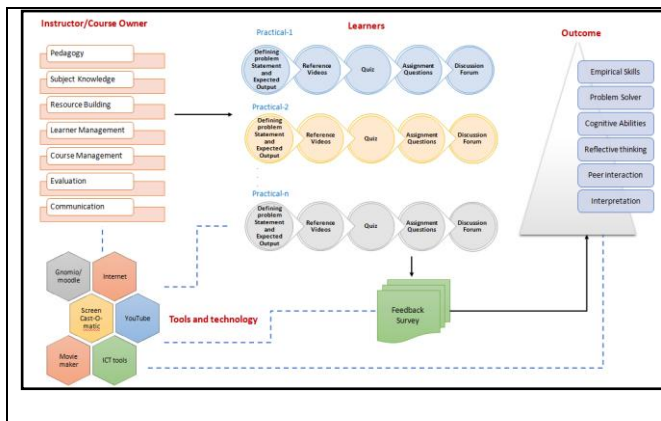 Instructor/Course Owner
Pedagogy
Subject Knowledge
Resource Building
Learner Management
Course Management
Evaluation
Communication
Learners
Practical-1
Defining
problem
Statement
and
Expected
Output
Reference
Videos
Quiz
Assignment
Questions
Discussion
Forum
Practical-2
Defining
problem
Statement
and
Expected
Output
Reference
Videos
Quiz
Assignment
Questions
Discussion
Forum
.
.
Practical-n
Defining
problem
Statement
and
Expected
Output
Reference
Videos
Quiz
Assignment
Questions
Discussion
Forum
Feedback
Survey
Outcome
Empirical Skills
Problem Solver
Cognitive Abilities
Reflective thinking
Peer interaction
Interpretation
Gnomio/
moodle
Internet
Screen
Cast-O-
matic
YouTube
Movie
maker
ICT tools
Tools and technology